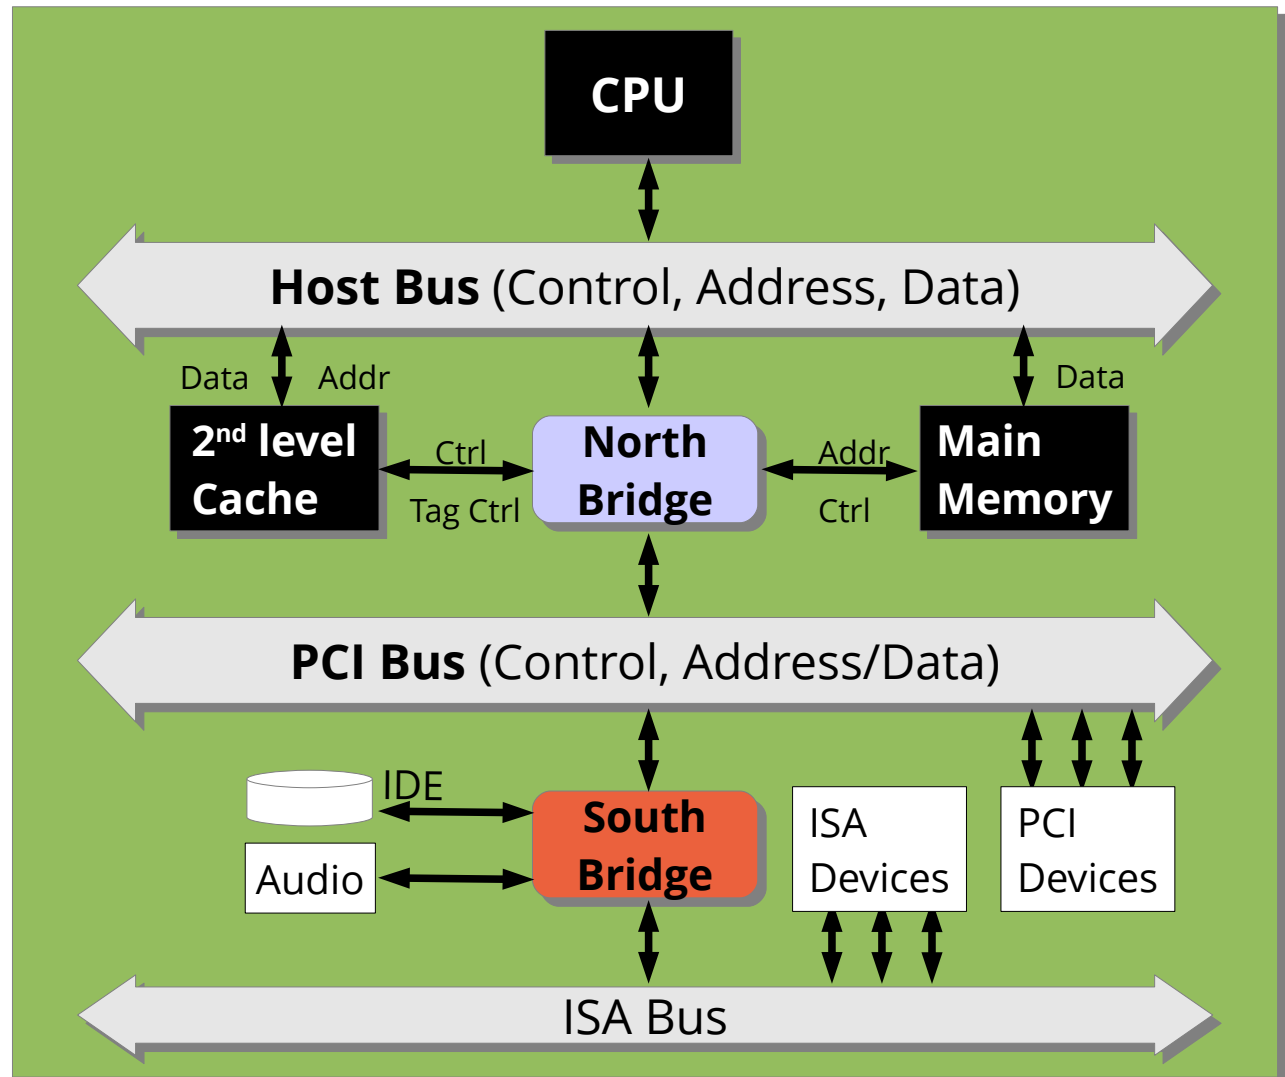 CPU
Host Bus (Control, Address, Data)
Data
Addr
Data
2nd level
Cache
Ctrl
Tag Ctrl
North
Bridge
Addr
Ctrl
Main
Memory
PCI Bus (Control, Address/Data)
IDE
Audio
South
Bridge
ISA
Devices
PCI
Devices
ISA Bus